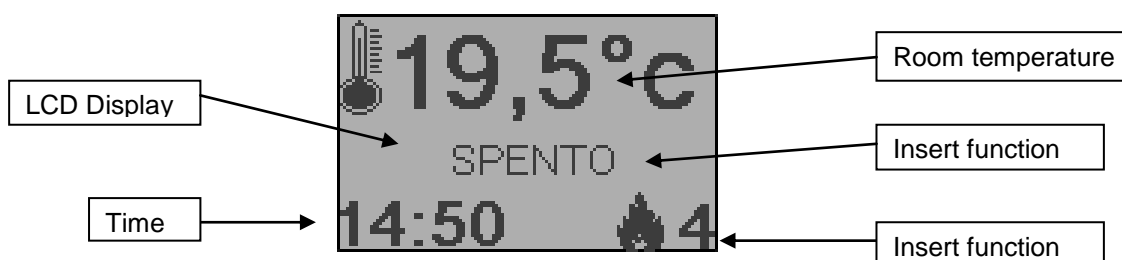 19,5°C
Room temperature
LCD Display
SPENTO
Insert function
Time
14:50
4
Insert function